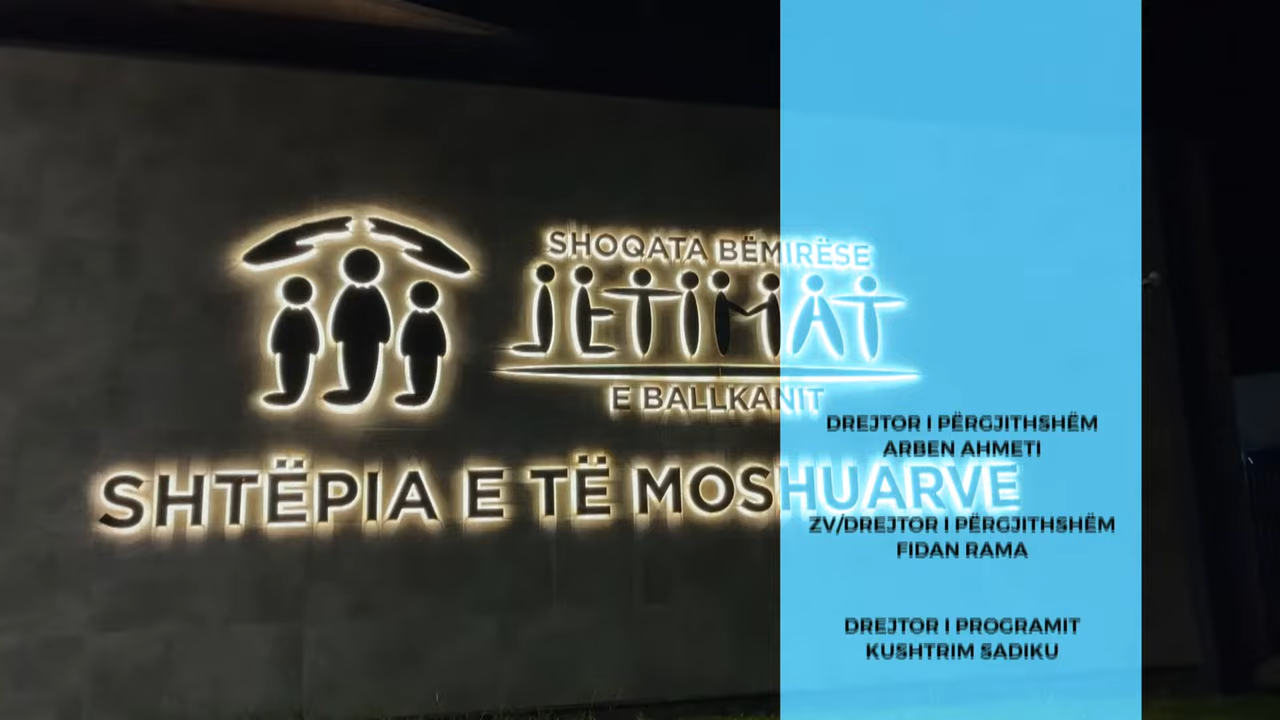 SHOQATA BËMIRËSE
JETIMAT
E BALLKANIT
SHTËPIA E TË MOSHUARVE
DREJTOR I PËRGJITHSHËM
ARBEN AHMETI
ZV/DREJTOR I PËRGJITHSHËM
FIDAN RAMA
DREJTOR I PROGRAMIT
KUSHTRIM SADIKU